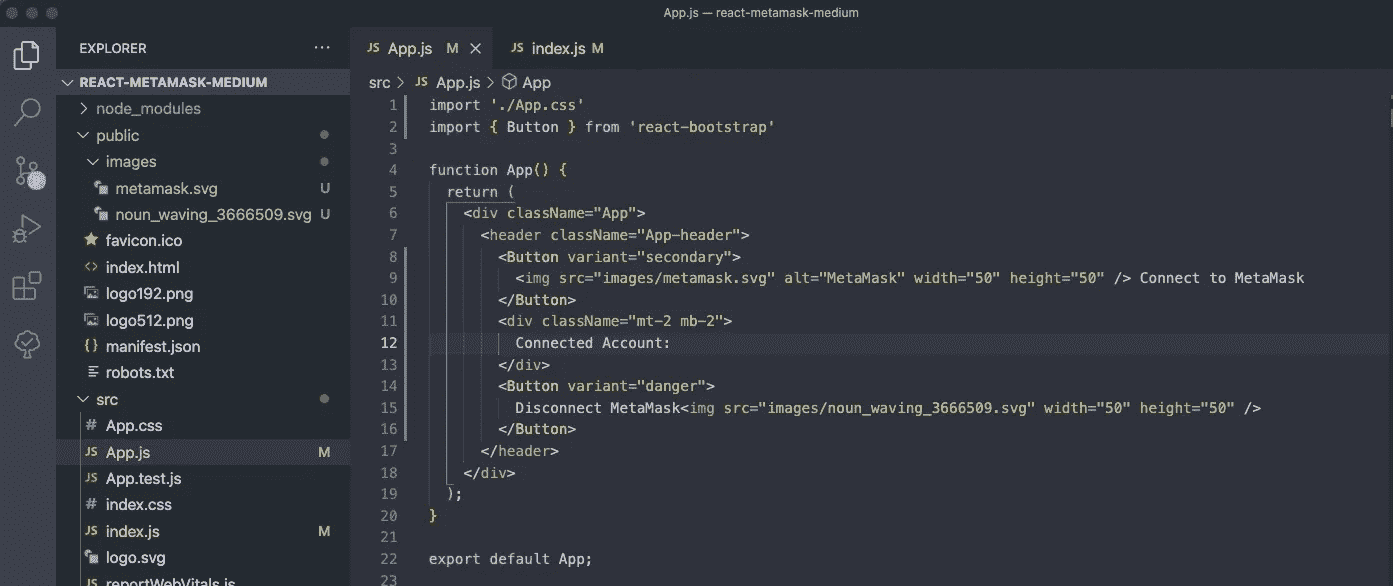 App.js — react-metamask-medium
EXPLORER ···
REACT-METAMASK-MEDIUM
node_modules
public
images
metamask.svg U
noun_waving_3666509.svg U
favicon.ico
index.html
logo192.png
logo512.png
manifest.json
robots.txt
src
App.css
App.js M
App.test.js
index.css
index.js M
logo.svg
reportWebVitals.js
JS App.js M × JS index.js M
src > JS App.js > App
1 import './App.css'
2 import { Button } from 'react-bootstrap'
3
4 function App() {
5 return (
6 <div className="App">
7 <header className="App-header">
8 <Button variant="secondary">
9 <img src="images/metamask.svg" alt="MetaMask" width="50" height="50" /> Connect to MetaMask
10 </Button>
11 <div className="mt-2 mb-2">
12 Connected Account:
13 </div>
14 <Button variant="danger">
15 Disconnect MetaMask<img src="images/noun_waving_3666509.svg" width="50" height="50" />
16 </Button>
17 </header>
18 </div>
19 );
20 }
21
22 export default App;
23